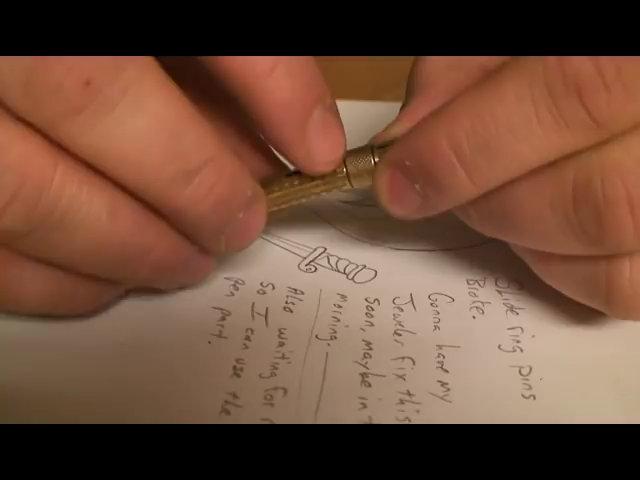 Slide ring pins
Broke.
Gonna have my
Jeweler fix this
soon, maybe in
morning.
Also waiting for
So I can use the
Pen part.